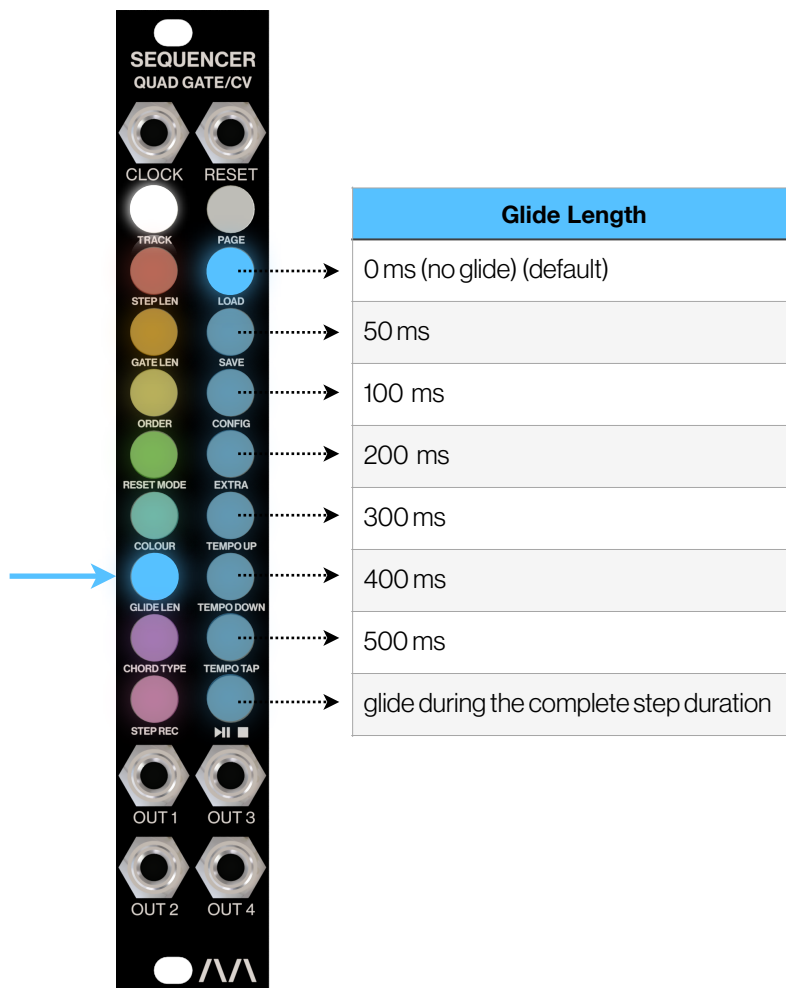 SEQUENCER
QUAD GATE/CV
CLOCK RESET
TRACK PAGE
STEP LEN LOAD
GATE LEN SAVE
ORDER CONFIG
RESET MODE EXTRA
COLOUR TEMPO UP
GLIDE LEN TEMPO DOWN
CHORD TYPE TEMPO TAP
STEP REC
OUT 1 OUT 3
OUT 2 OUT 4
Glide Length
0 ms (no glide) (default)
50 ms
100 ms
200 ms
300 ms
400 ms
500 ms
glide during the complete step duration